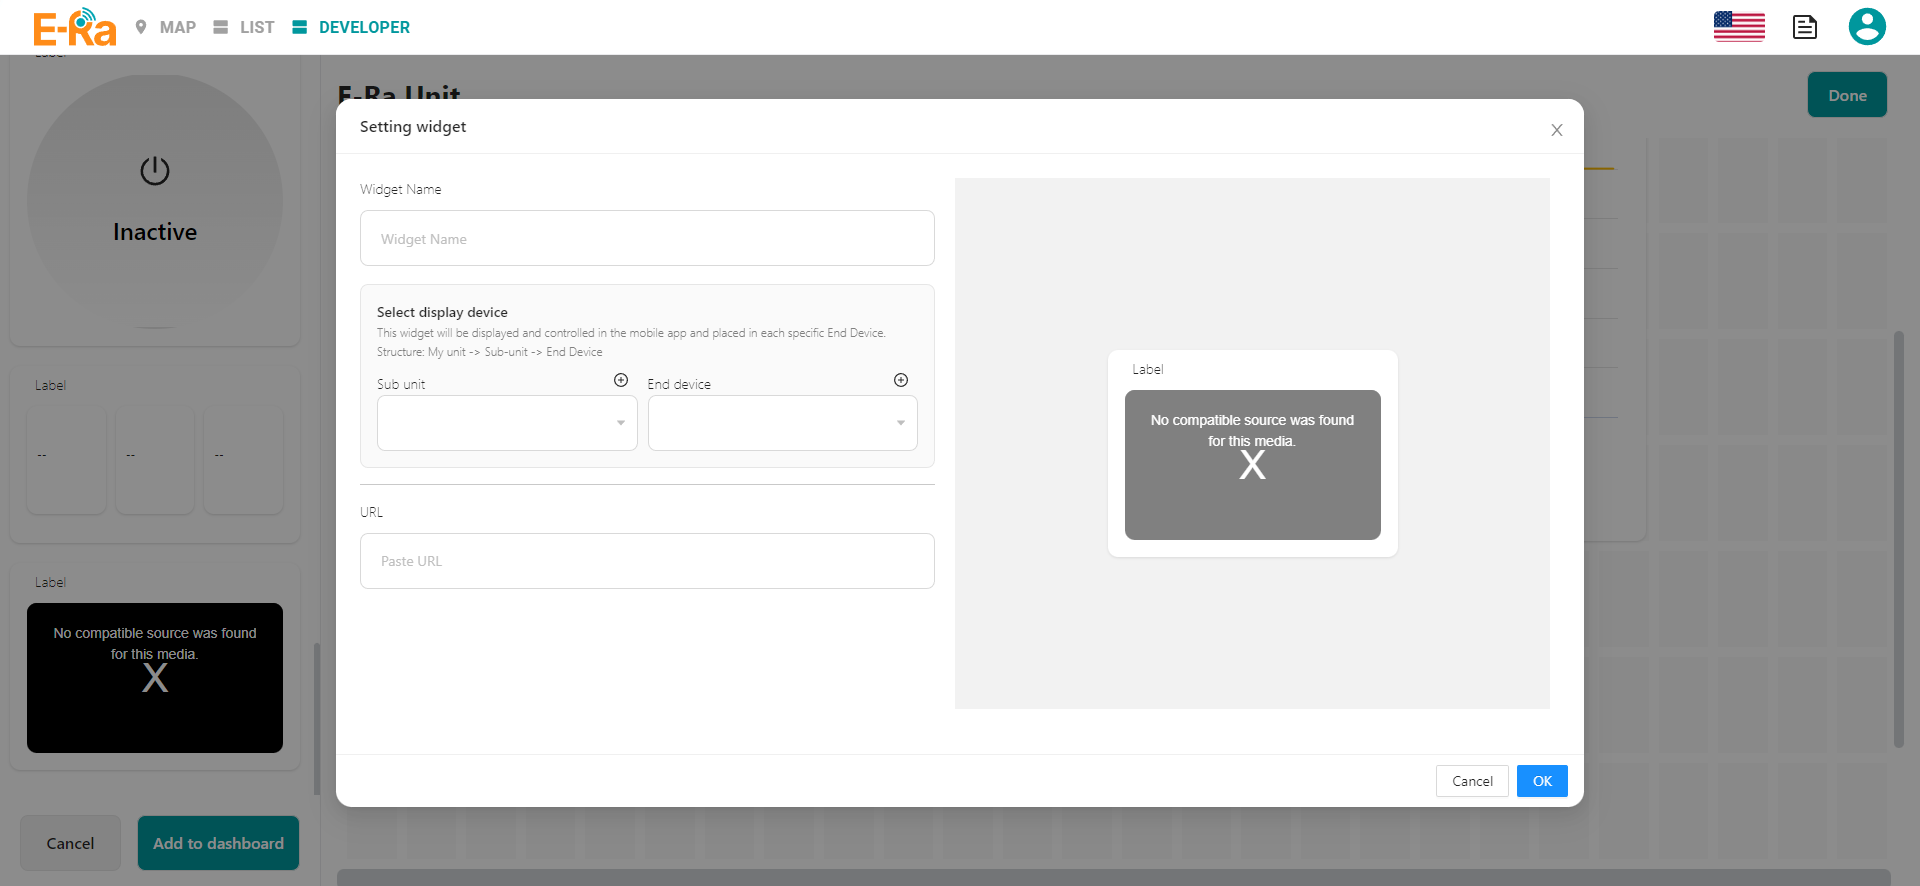 E-Ra MAP LIST DEVELOPER
Label
Inactive
Label
-- -- --
Label
No compatible source was found
for this media.
X
Cancel Add to dashboard
E-Ra Unit
Done
Setting widget
X
Widget Name
Widget Name
Select display device
This widget will be displayed and controlled in the mobile app and placed in each specific End Device.
Structure: My unit -> Sub-unit -> End Device
Sub unit End device
URL
Paste URL
Label
No compatible source was found
for this media.
X
Cancel OK